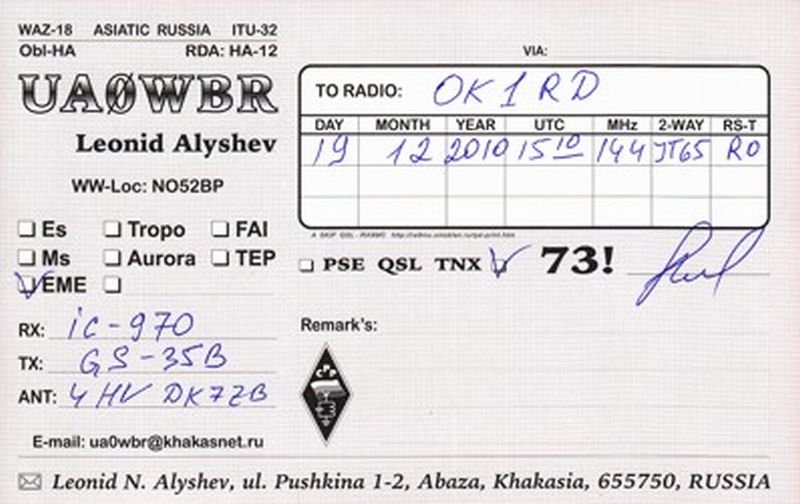 WAZ-18 ASIATIC RUSSIA ITU-32
Obl-HA RDA: HA-12
UA0WBR
Leonid Alyshev
WW-Loc: NO52BP
Es Tropo FAI
Ms Aurora TEP
EME
RX: iC-970
TX: GS-35B
ANT: 4 HV DK7ZB
E-mail: ua0wbr@khakasnet.ru
VIA:
TO RADIO: OK1RD
DAY MONTH YEAR UTC MHz 2-WAY RS-T
19 12 2010 15 10 144 JT65 RO
PSE QSL TNX 73!
Remark's:
СРР
Leonid N. Alyshev, ul. Pushkina 1-2, Abaza, Khakasia, 655750, RUSSIA